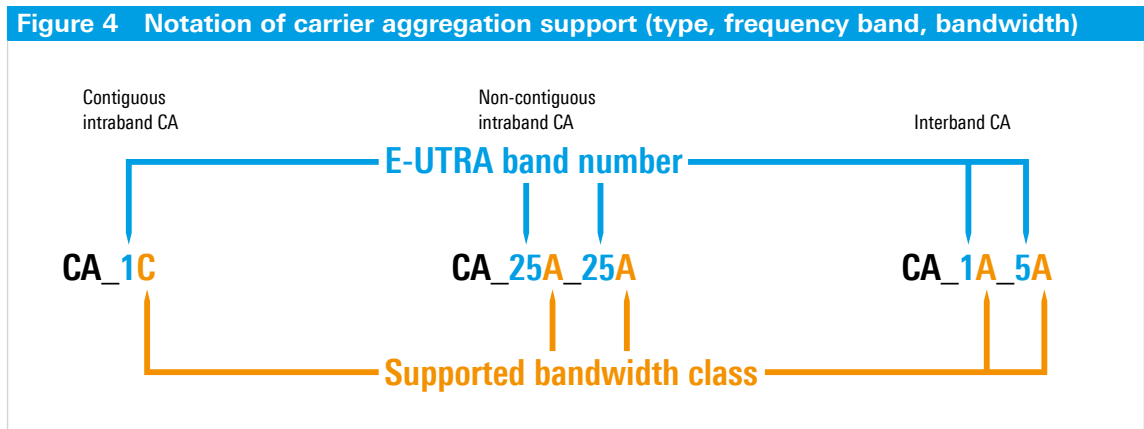 Figure 4 Notation of carrier aggregation support (type, frequency band, bandwidth)
Contiguous
intraband CA
Non-contiguous
intraband CA
Interband CA
E-UTRA band number
CA_1C
CA_25A_25A
CA_1A_5A
Supported bandwidth class